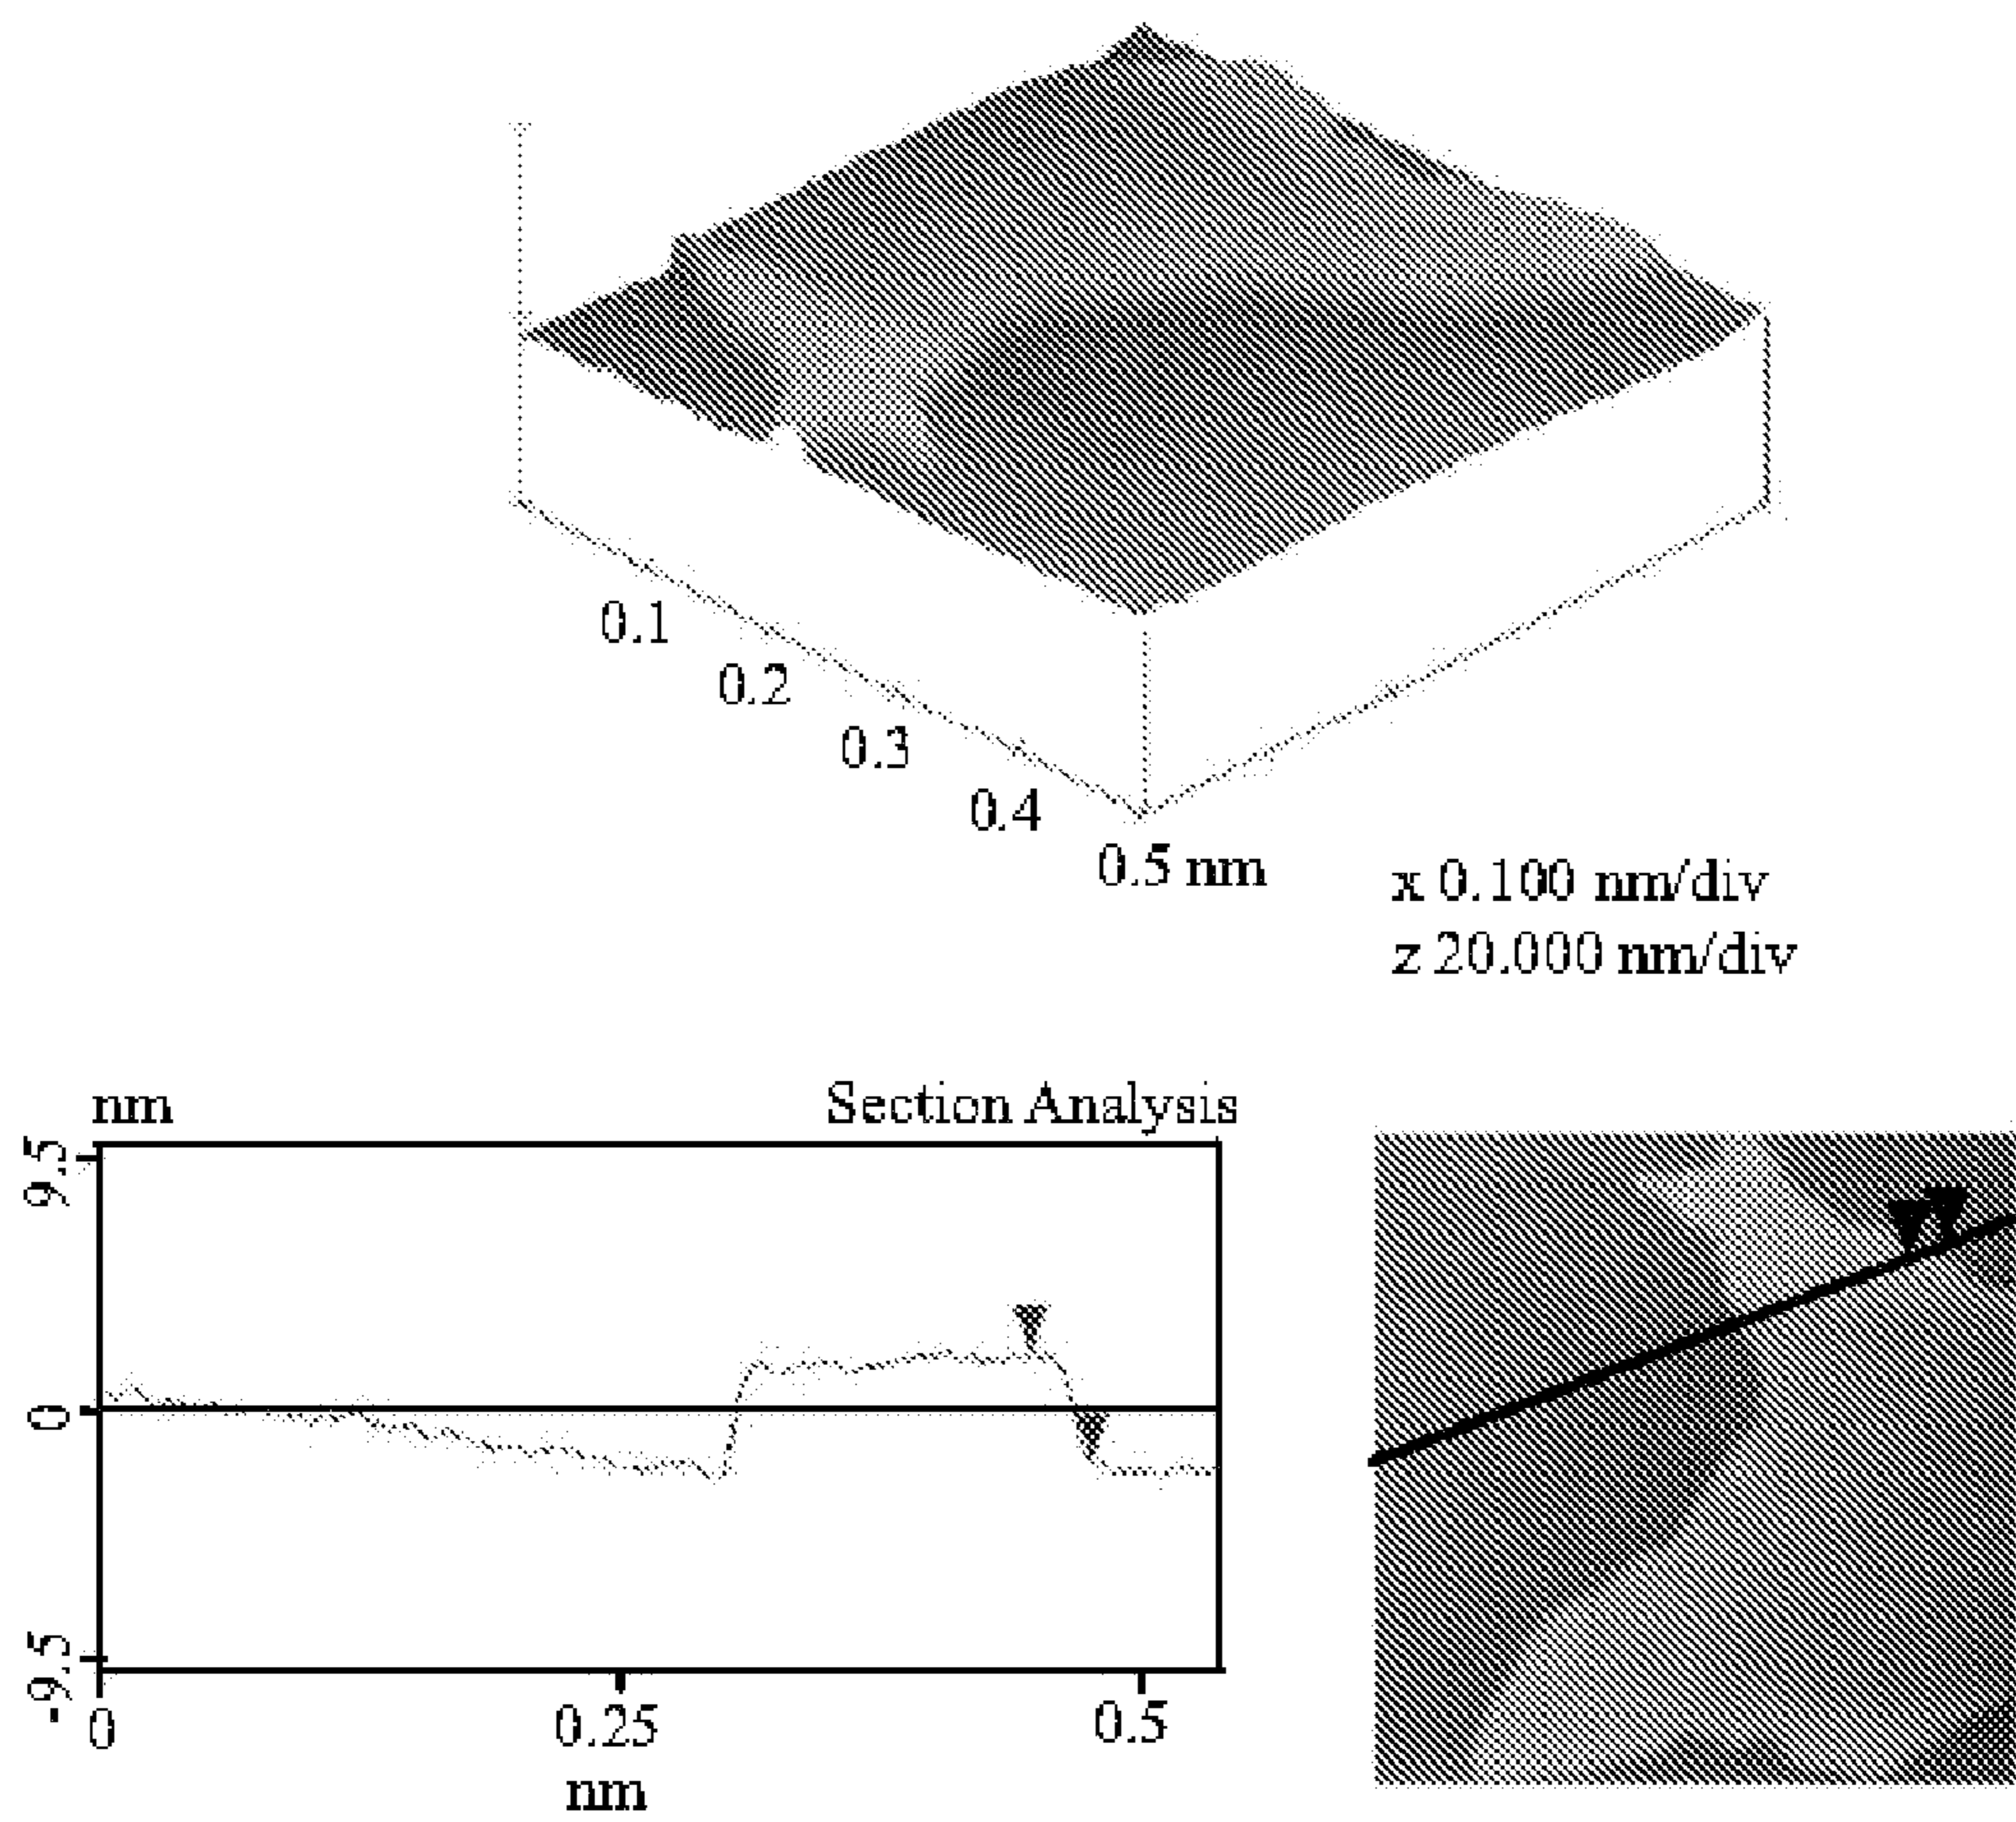 0.1
0.2
0.3
0.4
0.5 nm
x 0.100 nm/div
z 20.000 nm/div
nm
Section Analysis
9.5
0
-9.5
0
0.25
0.5
nm